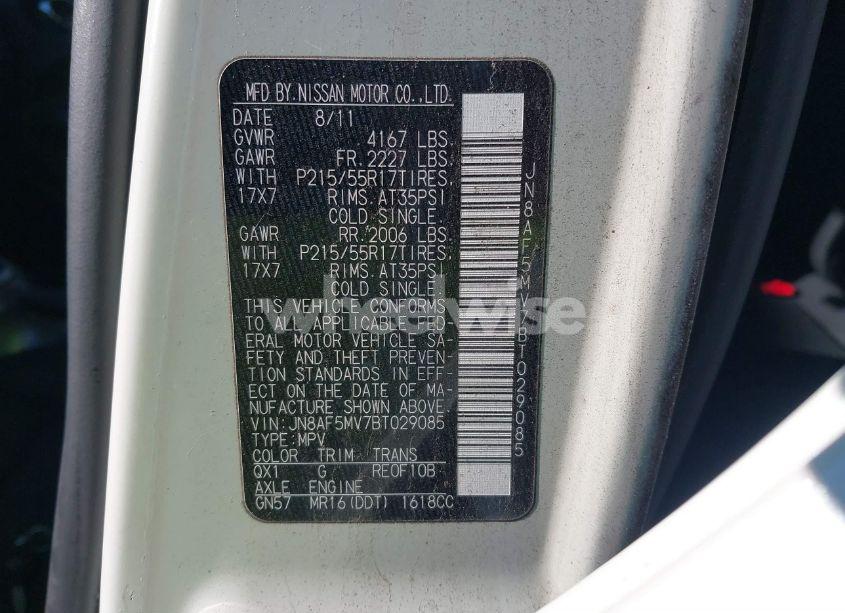 MFD BY NISSAN MOTOR CO.,LTD.
DATE 8/11
GVWR 4167 LBS.
GAWR FR. 2227 LBS.
WITH P215/55R17TIRES,
17X7 RIMS. AT35PSI
COLD SINGLE.
GAWR RR. 2006 LBS.
WITH P215/55R17TIRES,
17X7 RIMS. AT35PSI
COLD SINGLE.
THIS VEHICLE CONFORMS
TO ALL APPLICABLE FED-
ERAL MOTOR VEHICLE SA-
FETY AND THEFT PREVEN-
TION STANDARDS IN EFF-
ECT ON THE DATE OF MA-
NUFACTURE SHOWN ABOVE.
VIN:JN8AF5MV7BT029085
TYPE:MPV
COLOR TRIM TRANS
QX1 G RE0F10B
AXLE ENGINE
GN57 MR16(DDT) 1618CC
JN8AF5MV7BT029085
wheelwise